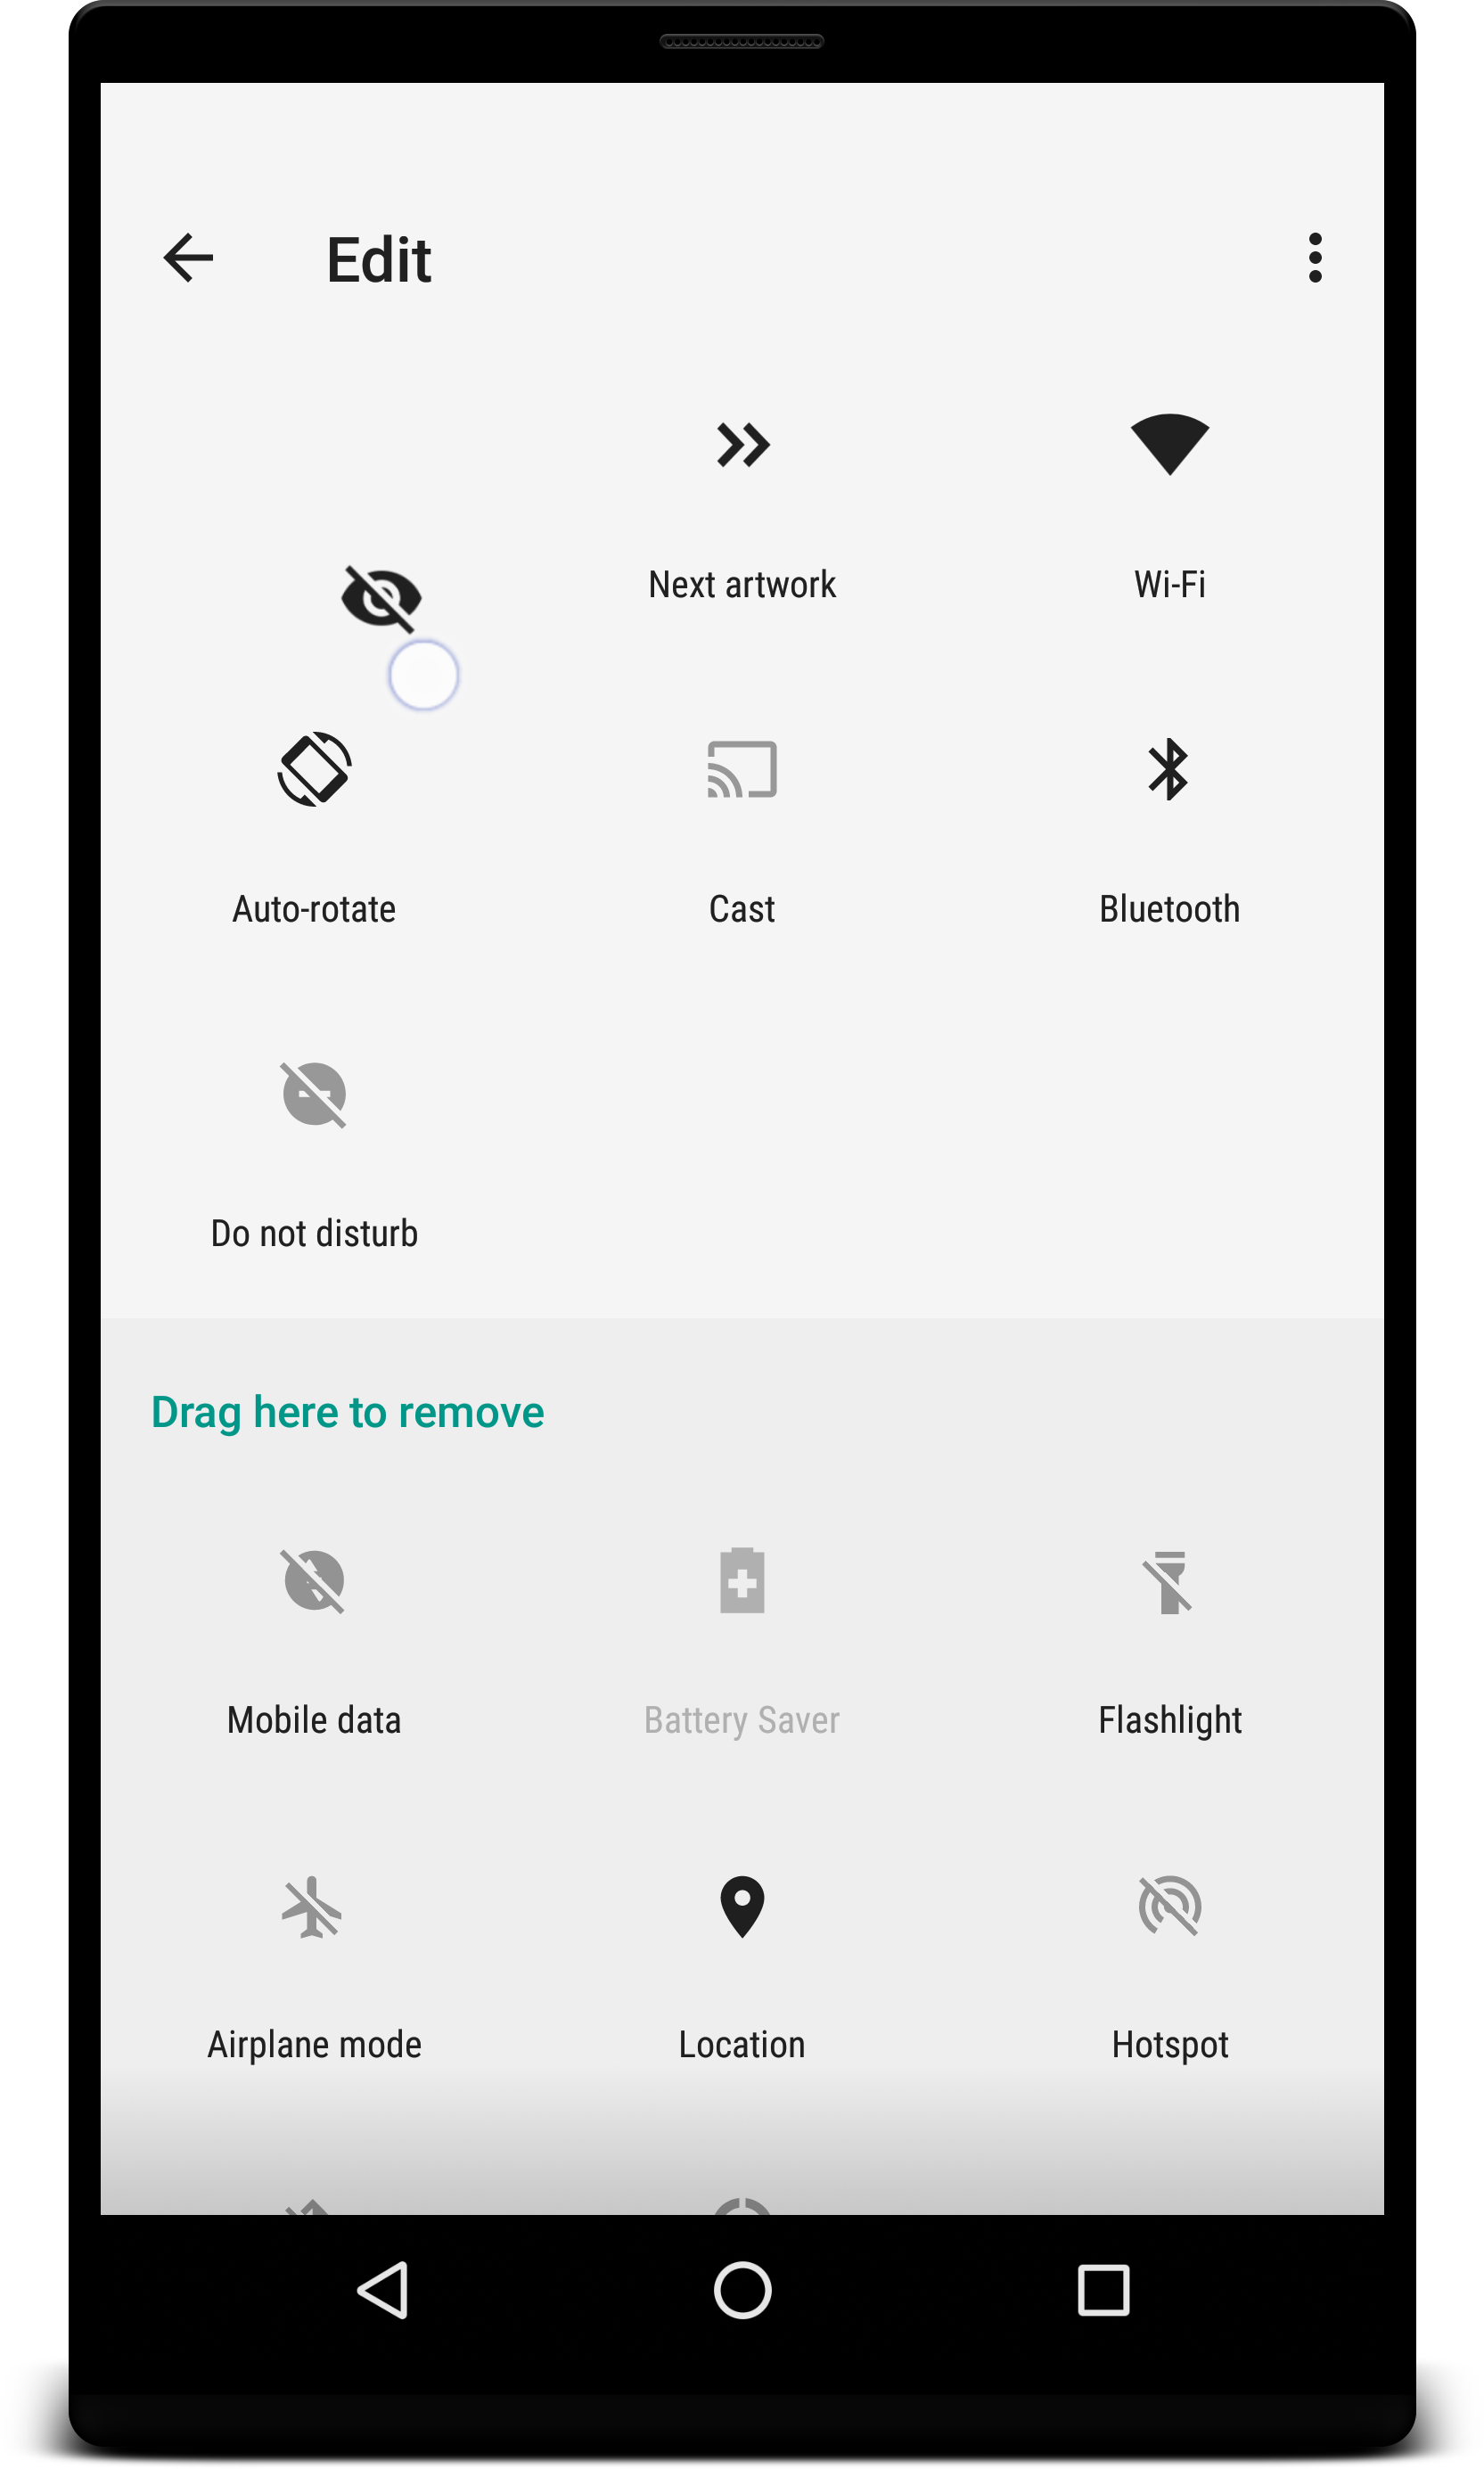 Edit
Next artwork
Wi-Fi
Auto-rotate
Cast
Bluetooth
Do not disturb
Drag here to remove
Mobile data
Battery Saver
Flashlight
Airplane mode
Location
Hotspot